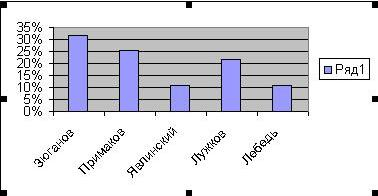 35%
30%
25%
20%
15%
10%
5%
0%
Зюганов
Примаков
Явлинский
Лужков
Лебедь
Ряд1